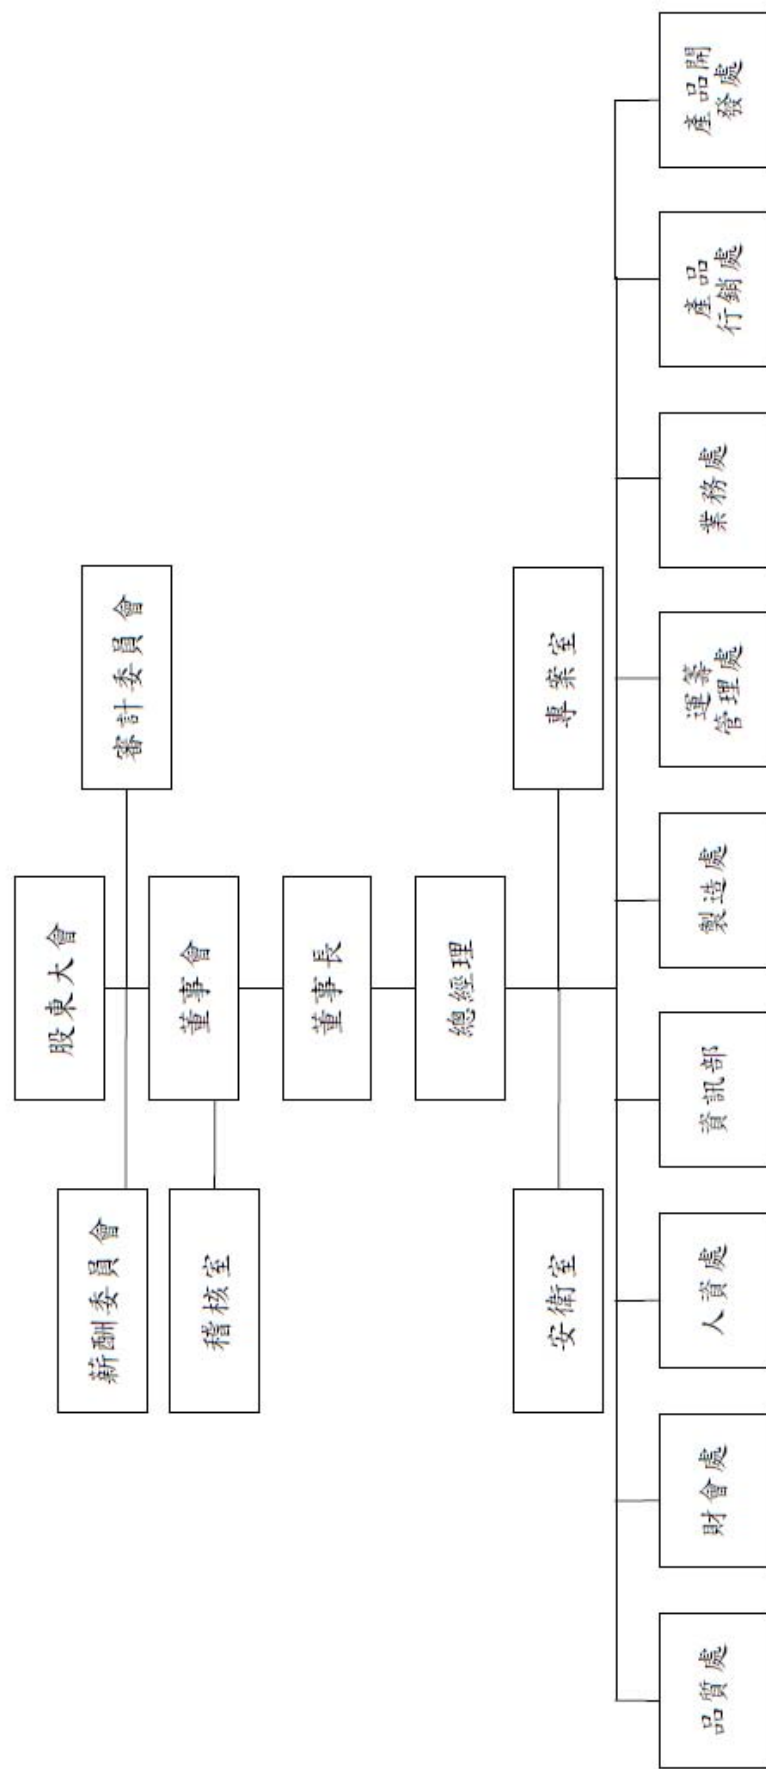 股東大會
薪酬委員會
審計委員會
董事會
稽核室
董事長
總經理
安衛室
專案室
品質處
財會處
人資處
資訊部
製造處
運籌
管理處
業務處
產品
行銷處
產品開
發處